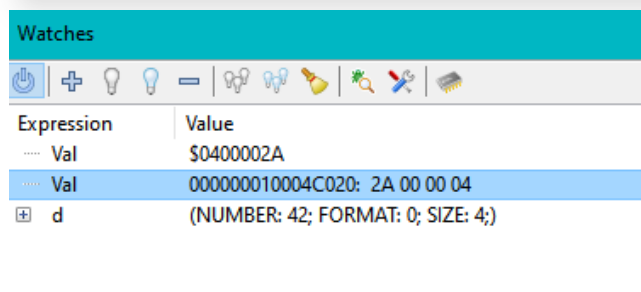 Watches
Expression Value
Val $0400002A
Val 000000010004C020: 2A 00 00 04
d (NUMBER: 42; FORMAT: 0; SIZE: 4;)